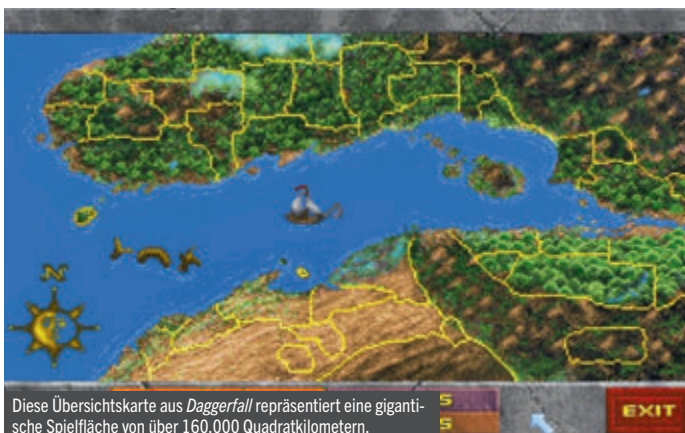 N
Diese Übersichtskarte aus Daggerfall repräsentiert eine giganti-
sche Spielfläche von über 160.000 Quadratkilometern.
S
S
EXIT